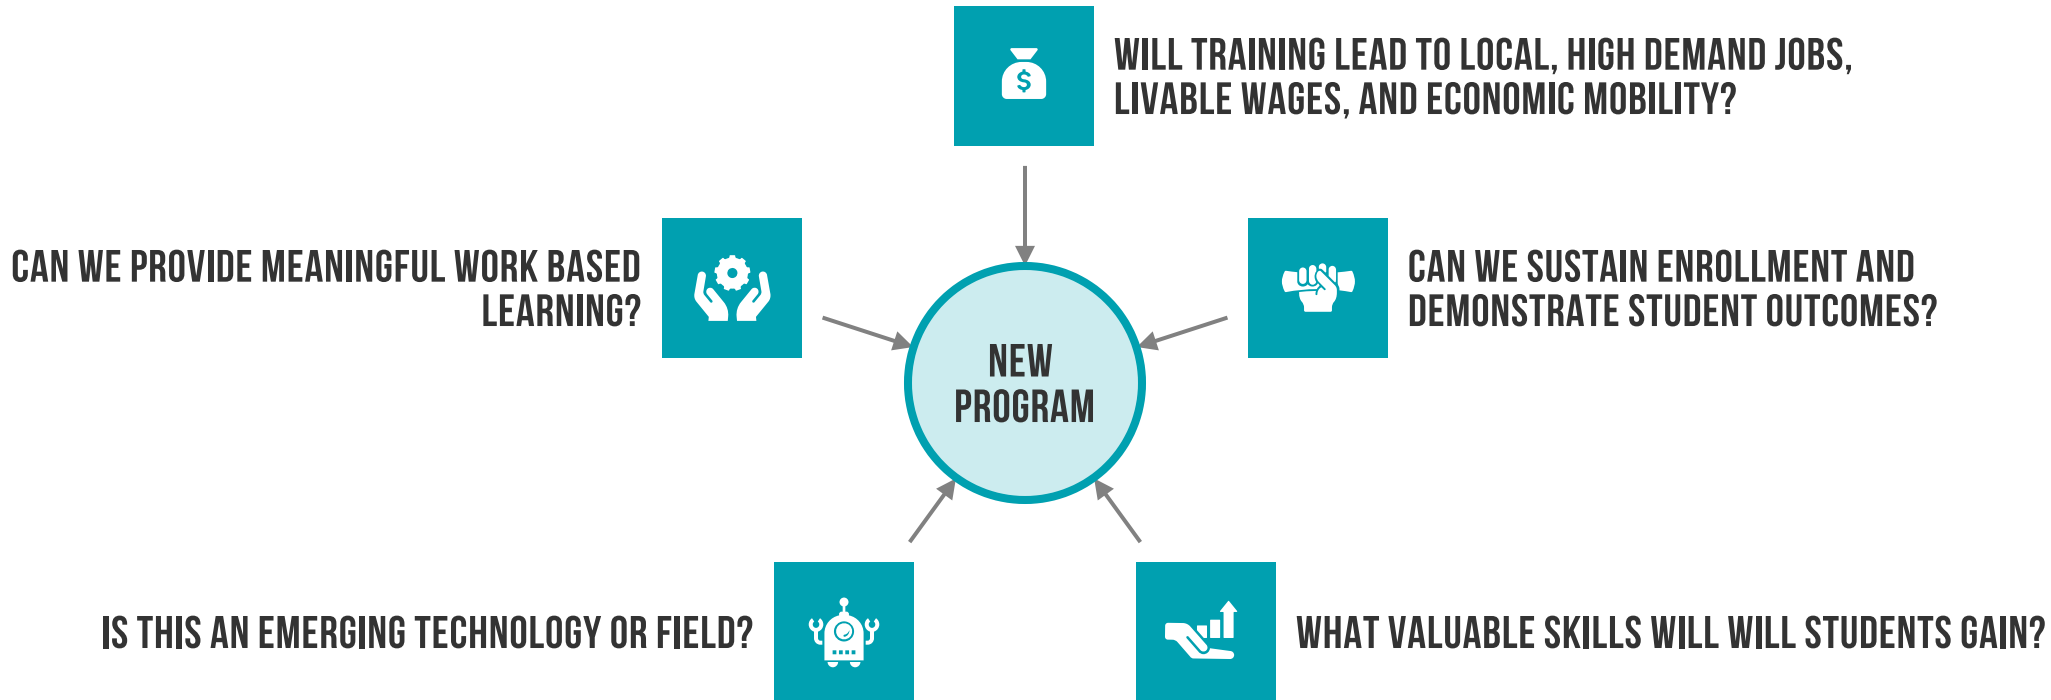 WILL TRAINING LEAD TO LOCAL, HIGH DEMAND JOBS,
LIVABLE WAGES, AND ECONOMIC MOBILITY?
CAN WE PROVIDE MEANINGFUL WORK BASED
LEARNING?
CAN WE SUSTAIN ENROLLMENT AND
DEMONSTRATE STUDENT OUTCOMES?
NEW
PROGRAM
IS THIS AN EMERGING TECHNOLOGY OR FIELD?
WHAT VALUABLE SKILLS WILL WILL STUDENTS GAIN?